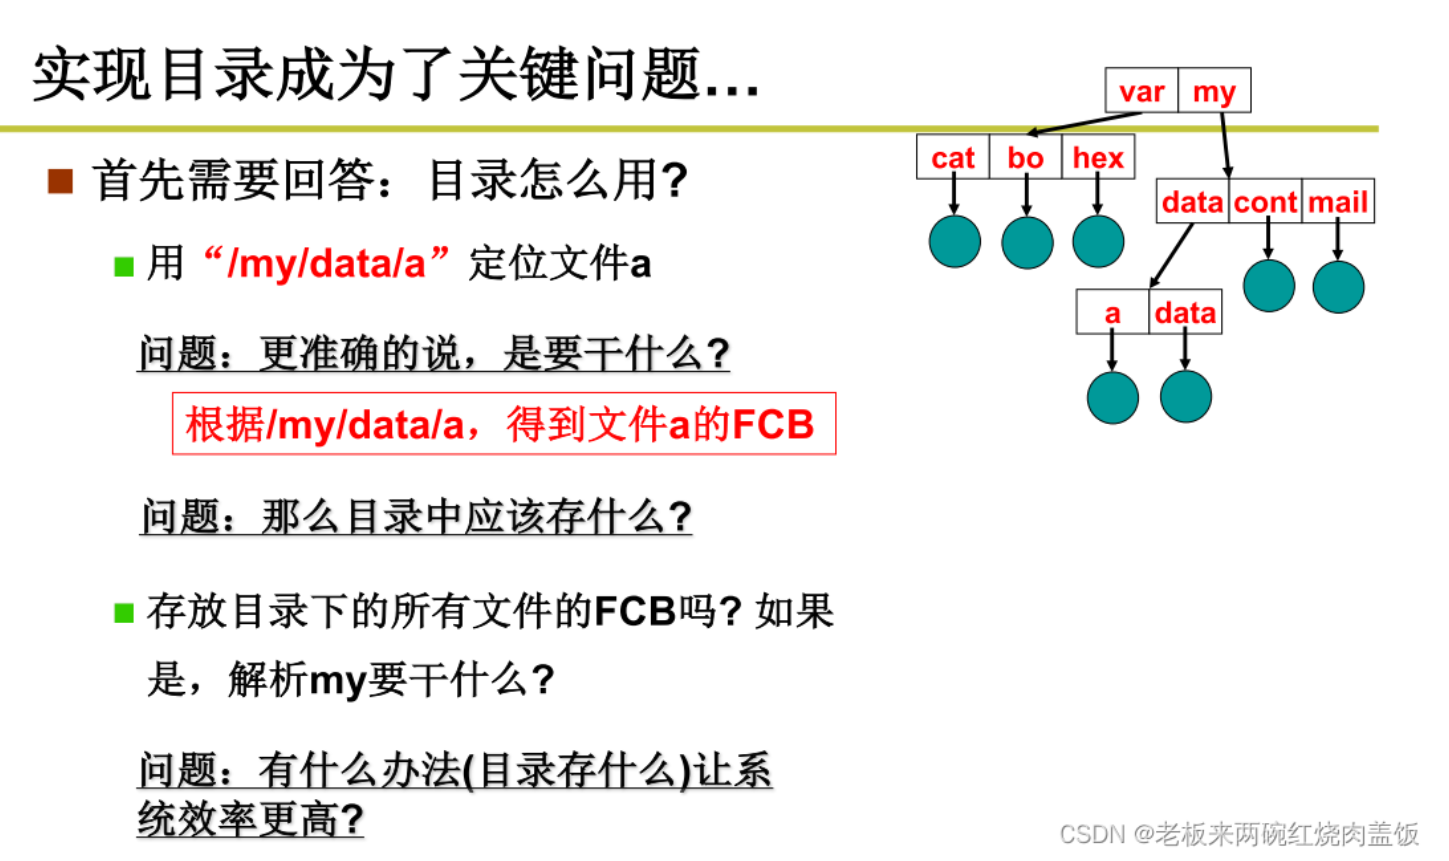 实现目录成为了关键问题...
首先需要回答：目录怎么用?
用“/my/data/a”定位文件a
问题：更准确的说，是要干什么?
根据/my/data/a，得到文件a的FCB
问题：那么目录中应该存什么?
存放目录下的所有文件的FCB吗? 如果
是，解析my要干什么?
问题：有什么办法(目录存什么)让系
统效率更高?
var my
cat bo hex
data cont mail
a data
CSDN @老板来两碗红烧肉盖饭